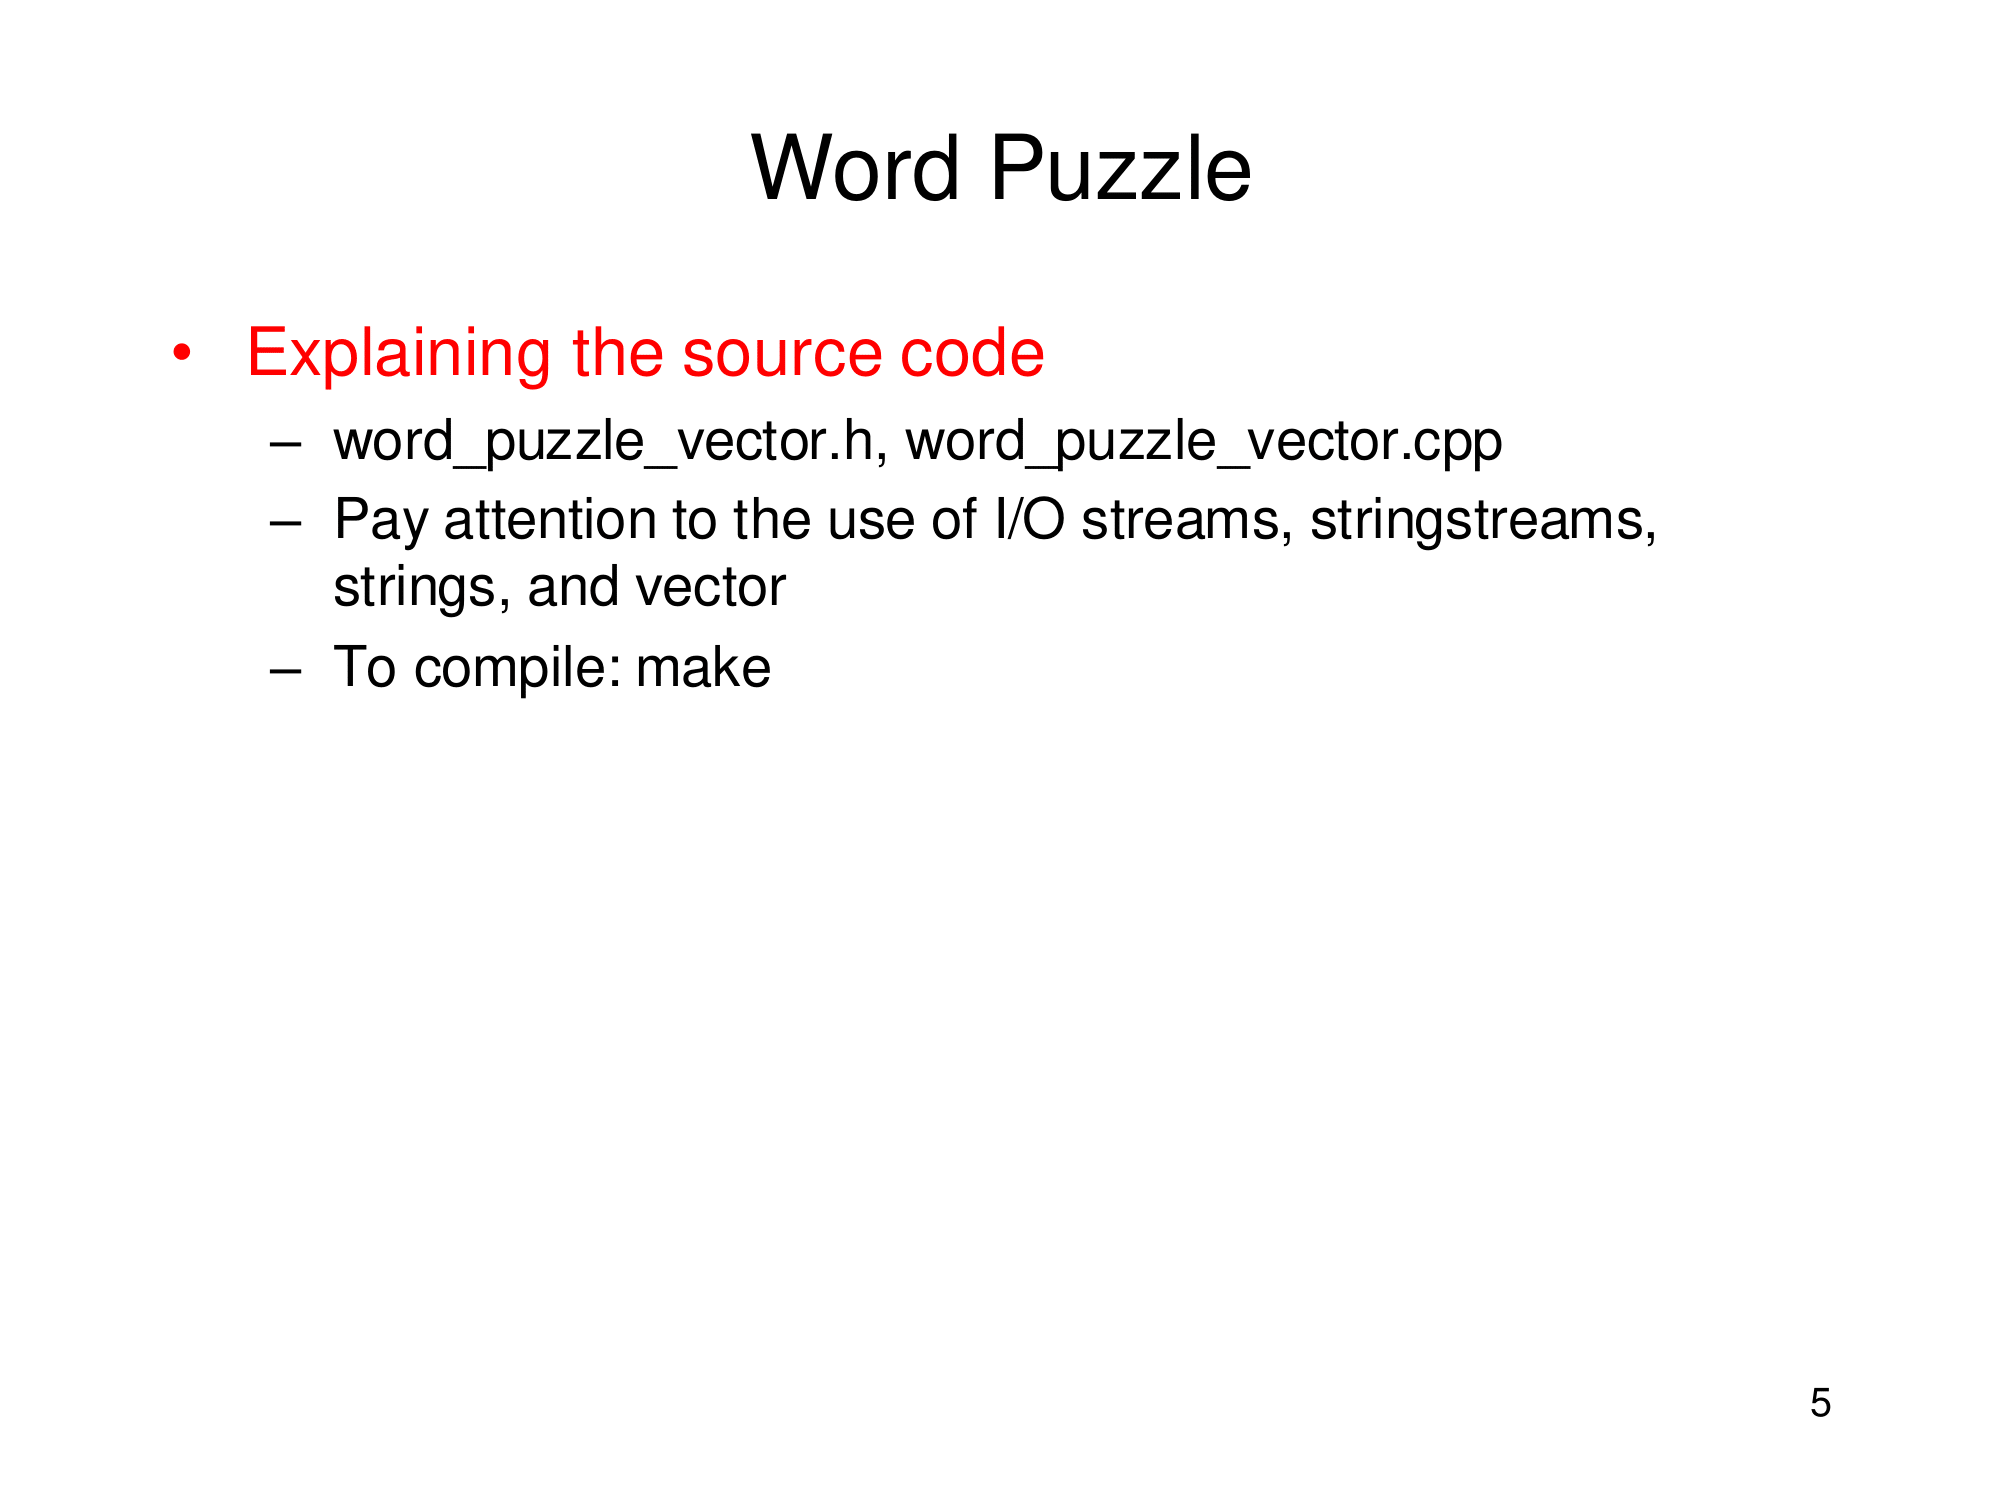 Word Puzzle
• Explaining the source code
– word_puzzle_vector.h, word_puzzle_vector.cpp
– Pay attention to the use of I/O streams, stringstreams,
strings, and vector
– To compile: make
5